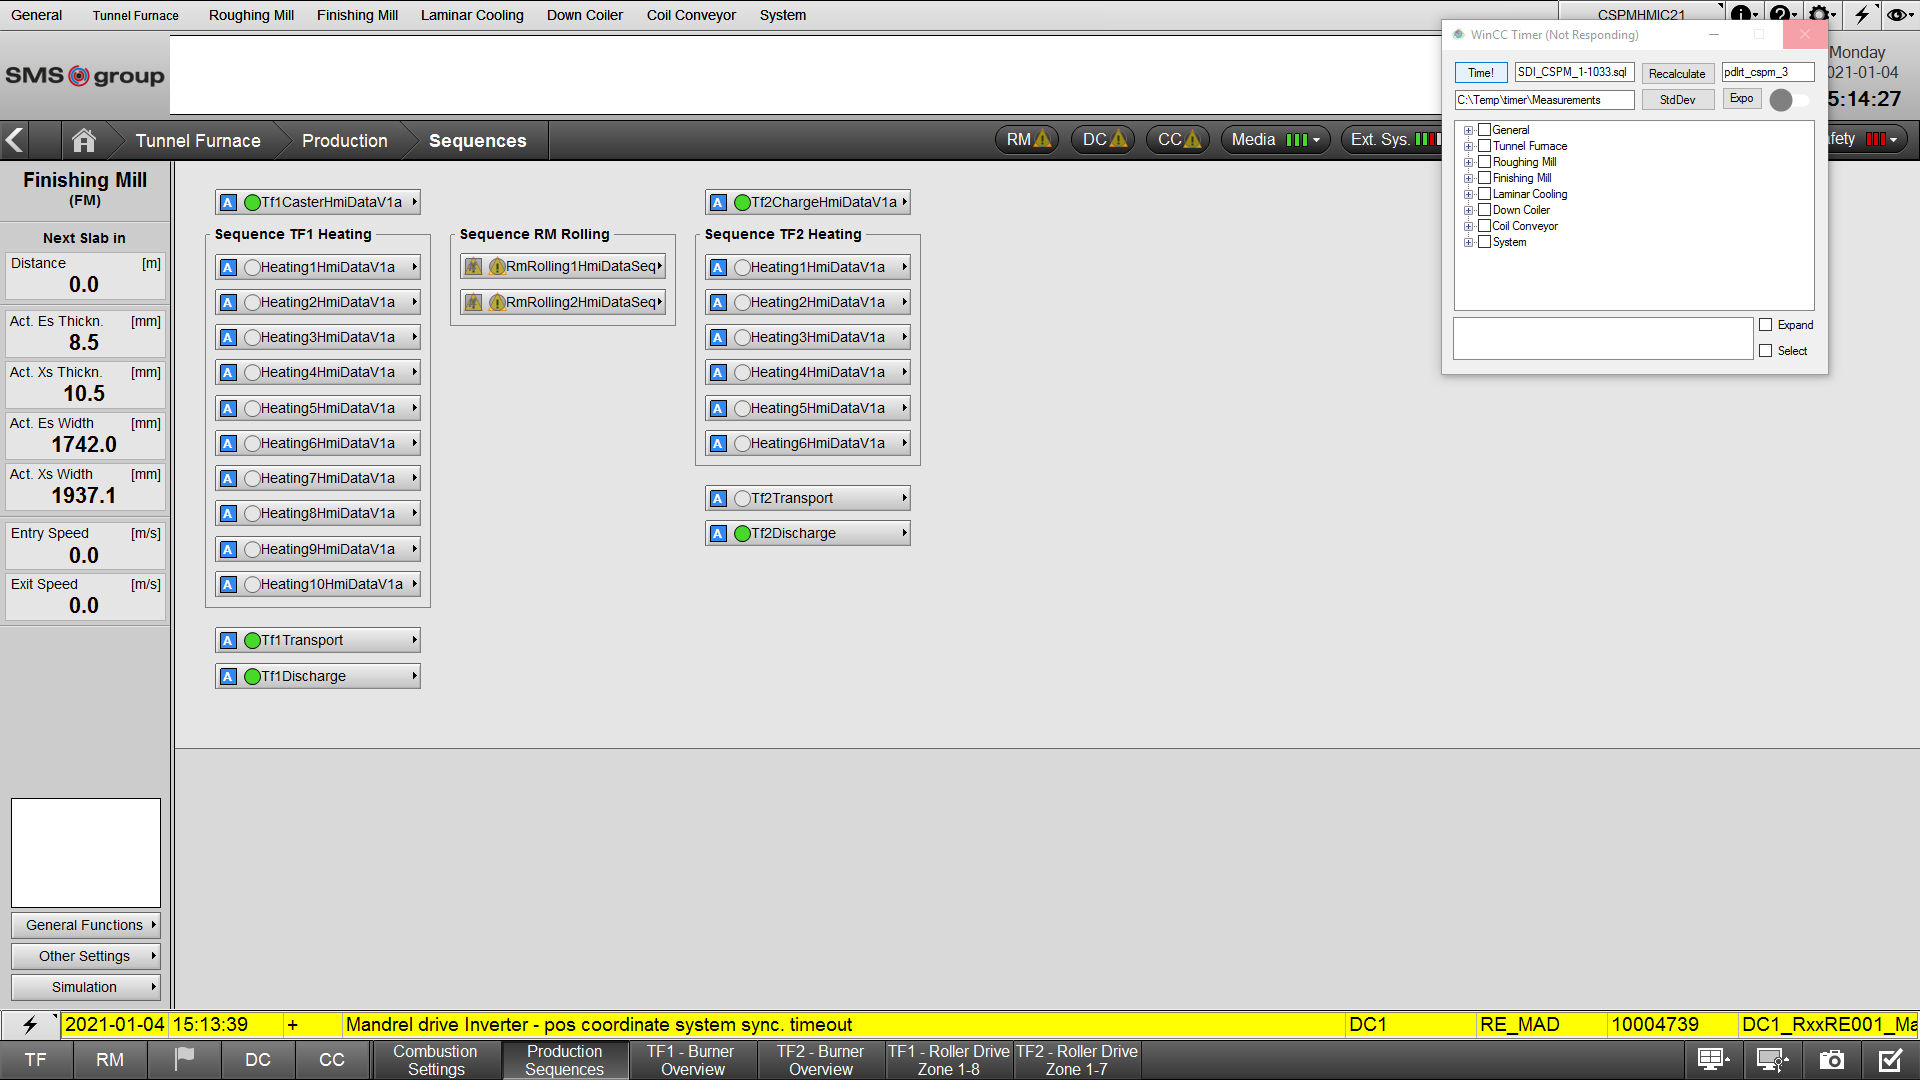 General Tunnel Furnace Roughing Mill Finishing Mill Laminar Cooling Down Coiler Coil Conveyor System CSPMHMIC21
SMS group
Monday
021-01-04
5:14:27
Tunnel Furnace Production Sequences RM DC CC Media Ext. Sys. afety
WinCC Timer (Not Responding)
Time! SDI_CSPM_1-1033.sql Recalculate pdlrt_cspm_3
C:\Temp\timer\Measurements StdDev Expo
General
Tunnel Furnace
Roughing Mill
Finishing Mill
Laminar Cooling
Down Coiler
Coil Conveyor
System
Expand
Select
Finishing Mill
(FM)
Next Slab in
Distance [m]
0.0
Act. Es Thickn. [mm]
8.5
Act. Xs Thickn. [mm]
10.5
Act. Es Width [mm]
1742.0
Act. Xs Width [mm]
1937.1
Entry Speed [m/s]
0.0
Exit Speed [m/s]
0.0
General Functions
Other Settings
Simulation
A Tf1CasterHmiDataV1a
Sequence TF1 Heating
A Heating1HmiDataV1a
A Heating2HmiDataV1a
A Heating3HmiDataV1a
A Heating4HmiDataV1a
A Heating5HmiDataV1a
A Heating6HmiDataV1a
A Heating7HmiDataV1a
A Heating8HmiDataV1a
A Heating9HmiDataV1a
A Heating10HmiDataV1a
A Tf1Transport
A Tf1Discharge
Sequence RM Rolling
RmRolling1HmiDataSeq
RmRolling2HmiDataSeq
A Tf2ChargeHmiDataV1a
Sequence TF2 Heating
A Heating1HmiDataV1a
A Heating2HmiDataV1a
A Heating3HmiDataV1a
A Heating4HmiDataV1a
A Heating5HmiDataV1a
A Heating6HmiDataV1a
A Tf2Transport
A Tf2Discharge
2021-01-04 15:13:39 + Mandrel drive Inverter - pos coordinate system sync. timeout DC1 RE_MAD 10004739 DC1_RxxRE001_Ma
TF RM DC CC
Combustion
Settings
Production
Sequences
TF1 - Burner
Overview
TF2 - Burner
Overview
TF1 - Roller Drive
Zone 1-8
TF2 - Roller Drive
Zone 1-7